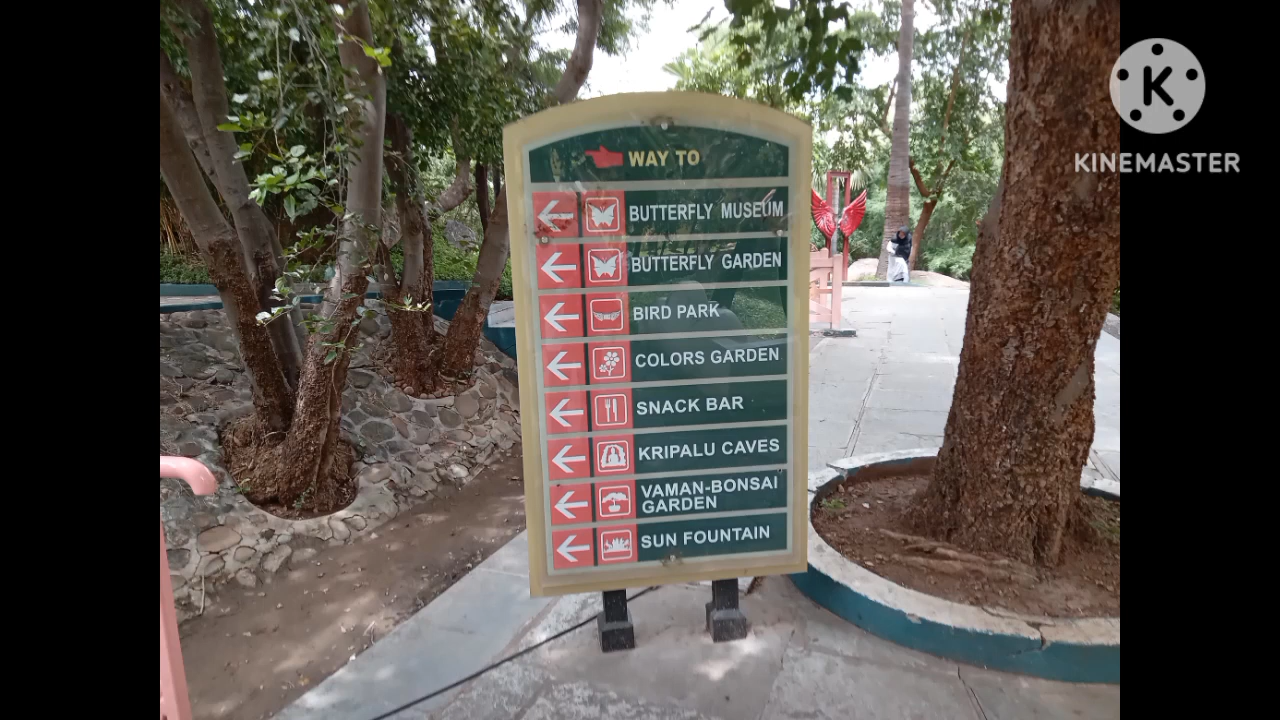 WAY TO
BUTTERFLY MUSEUM
BUTTERFLY GARDEN
BIRD PARK
COLORS GARDEN
SNACK BAR
KRIPALU CAVES
VAMAN-BONSAI
GARDEN
SUN FOUNTAIN
K
KINEMASTER